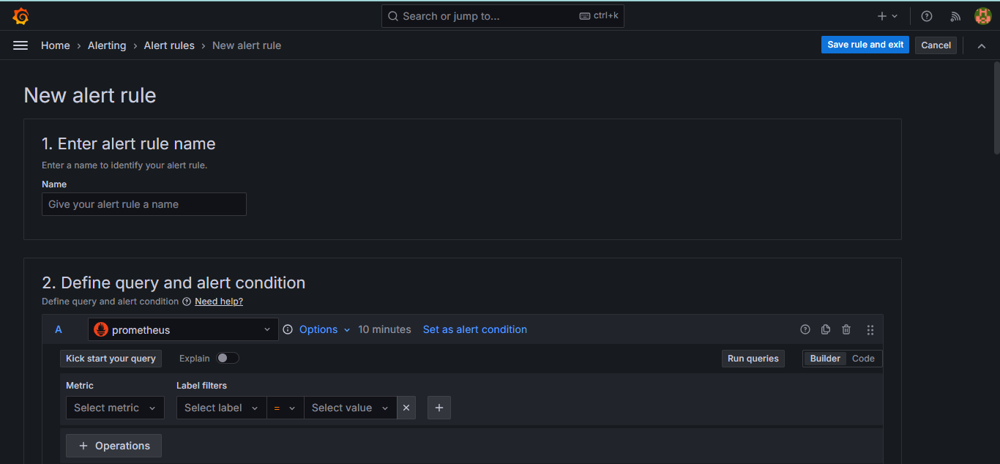 Search or jump to... ctrl+k
Home › Alerting › Alert rules › New alert rule Save rule and exit Cancel
New alert rule
1. Enter alert rule name
Enter a name to identify your alert rule.
Name
Give your alert rule a name
2. Define query and alert condition
Define query and alert condition Need help?
A prometheus Options 10 minutes Set as alert condition
Kick start your query Explain Run queries Builder Code
Metric Label filters
Select metric Select label = Select value
+ Operations